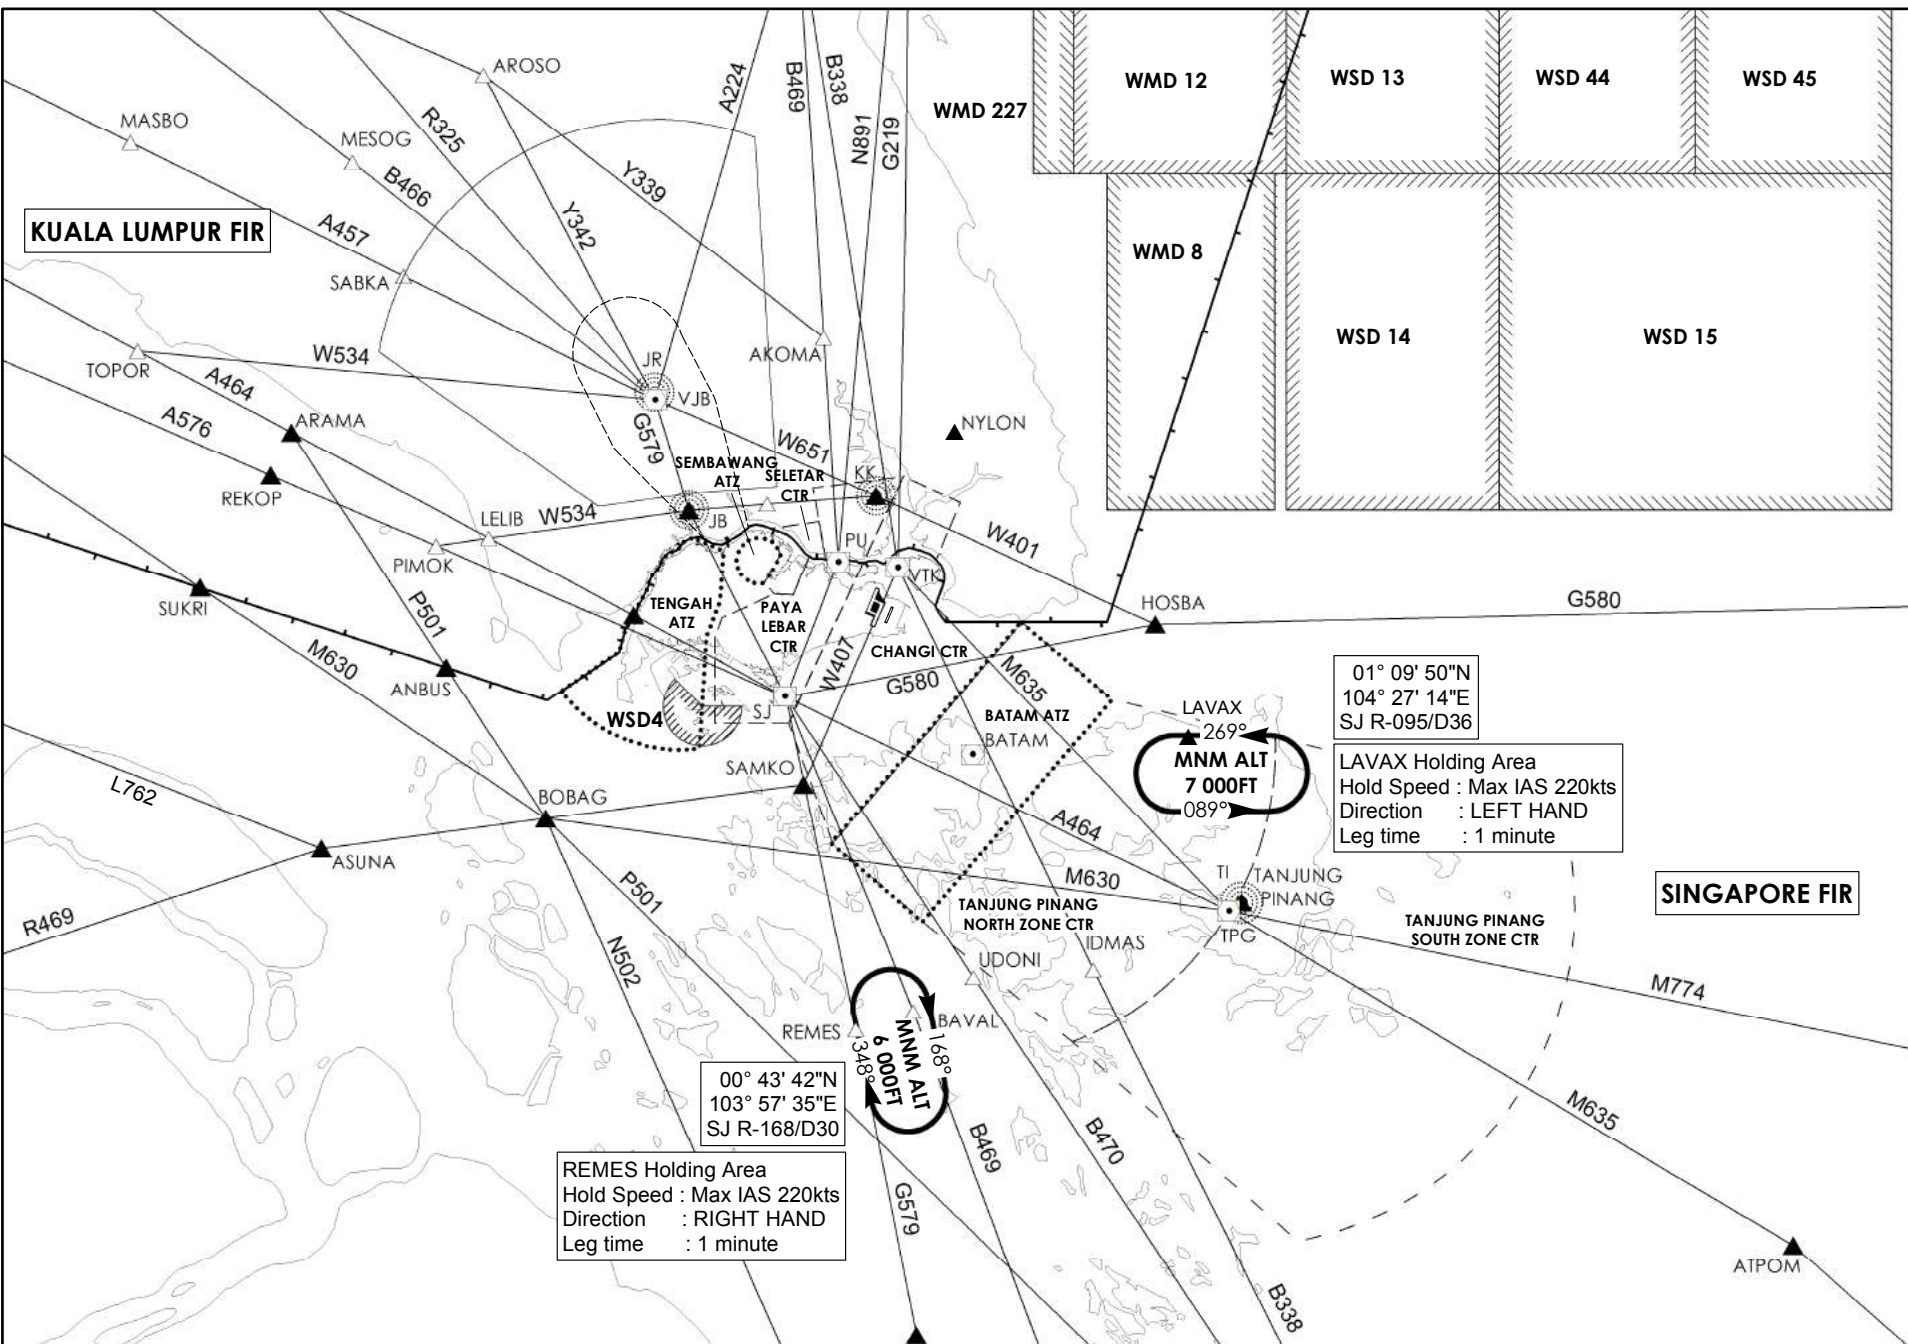 AROSO
A224
B469
B338
WMD 12
WSD 13
WSD 44
WSD 45
WMD 227
MASBO
MESOG
R325
B466
Y339
N891
G219
KUALA LUMPUR FIR
A457
Y342
WMD 8
SABKA
W534
JR
AKOMA
WSD 14
WSD 15
TOPOR
A464
VJB
A576
ARAMA
G579
W651
NYLON
SEMBAWANG
ATZ
SELETAR
CTR
KK
REKOP
LELIB
W534
JB
W401
PIMOK
PU
VTK
SUKRI
P501
TENGAH
ATZ
PAYA
LEBAR
CTR
HOSBA
G580
M630
W407
CHANGI CTR
M635
ANBUS
G580
01° 09' 50"N
104° 27' 14"E
SJ R-095/D36
WSD4
SJ
LAVAX
269°
BATAM ATZ
BATAM
MNM ALT
7 000FT
089°
LAVAX Holding Area
Hold Speed : Max IAS 220kts
Direction : LEFT HAND
Leg time : 1 minute
SAMKO
L762
BOBAG
A464
ASUNA
M630
TI
TANJUNG
PINANG
TPG
SINGAPORE FIR
R469
P501
TANJUNG PINANG
NORTH ZONE CTR
TANJUNG PINANG
SOUTH ZONE CTR
N502
UDONI
IDMAS
M774
REMES
BAVAL
MNM ALT
6 000FT
348°
168°
00° 43' 42"N
103° 57' 35"E
SJ R-168/D30
M635
B469
B470
REMES Holding Area
Hold Speed : Max IAS 220kts
Direction : RIGHT HAND
Leg time : 1 minute
G579
ATPOM
B338